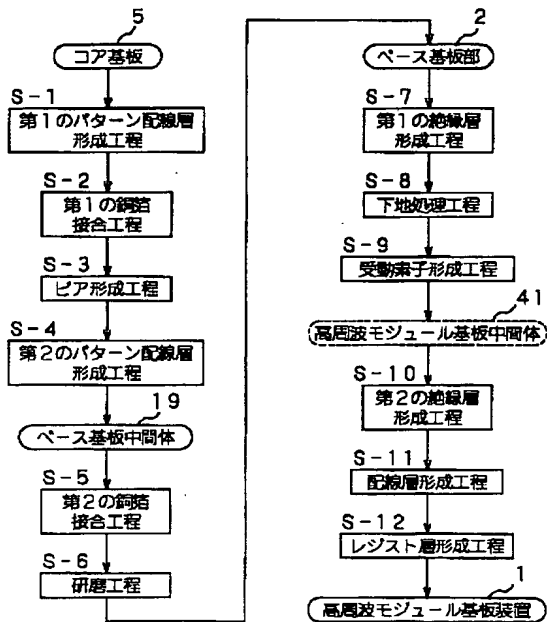 5
コア基板
S-1
第1のパターン配線層
形成工程
S-2
第1の銅箔
接合工程
S-3
ビア形成工程
S-4
第2のパターン配線層
形成工程
19
ベース基板中間体
S-5
第2の銅箔
接合工程
S-6
研磨工程
2
ベース基板部
S-7
第1の絶縁層
形成工程
S-8
下地処理工程
S-9
受動素子形成工程
41
高周波モジュール基板中間体
S-10
第2の絶縁層
形成工程
S-11
配線層形成工程
S-12
レジスト層形成工程
1
高周波モジュール基板装置